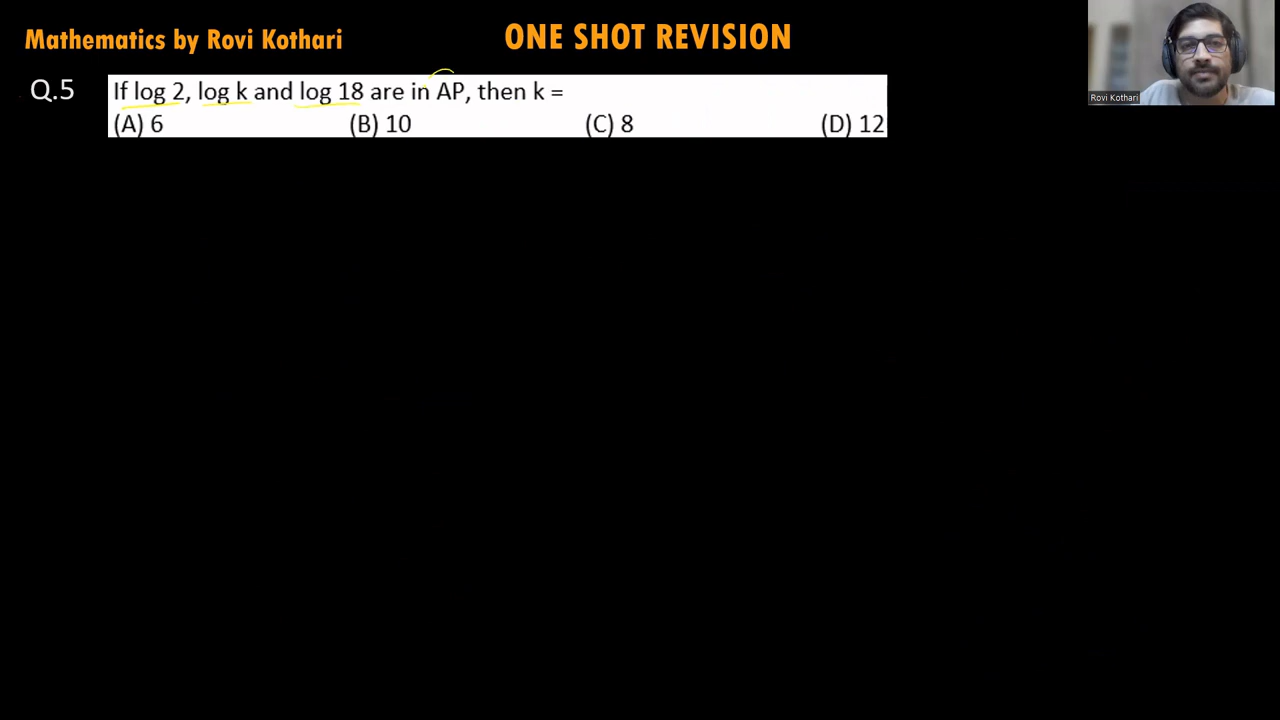 Mathematics by Rovi Kothari
ONE SHOT REVISION
Rovi Kothari
Q.5 If log 2, log k and log 18 are in AP, then k =
(A) 6 (B) 10 (C) 8 (D) 12